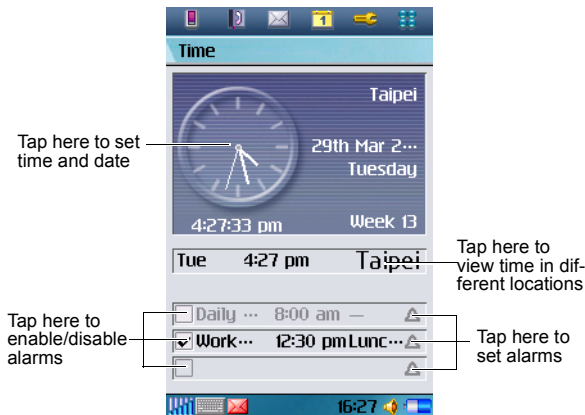 1
Time
Taipei
29th Mar 2...
Tuesday
4:27:33 pm
Week 13
Tue 4:27 pm Taipei
Daily ... 8:00 am —
Work... 12:30 pm Lunc...
16:27
Tap here to set
time and date
Tap here to
view time in dif-
ferent locations
Tap here to
enable/disable
alarms
Tap here to
set alarms